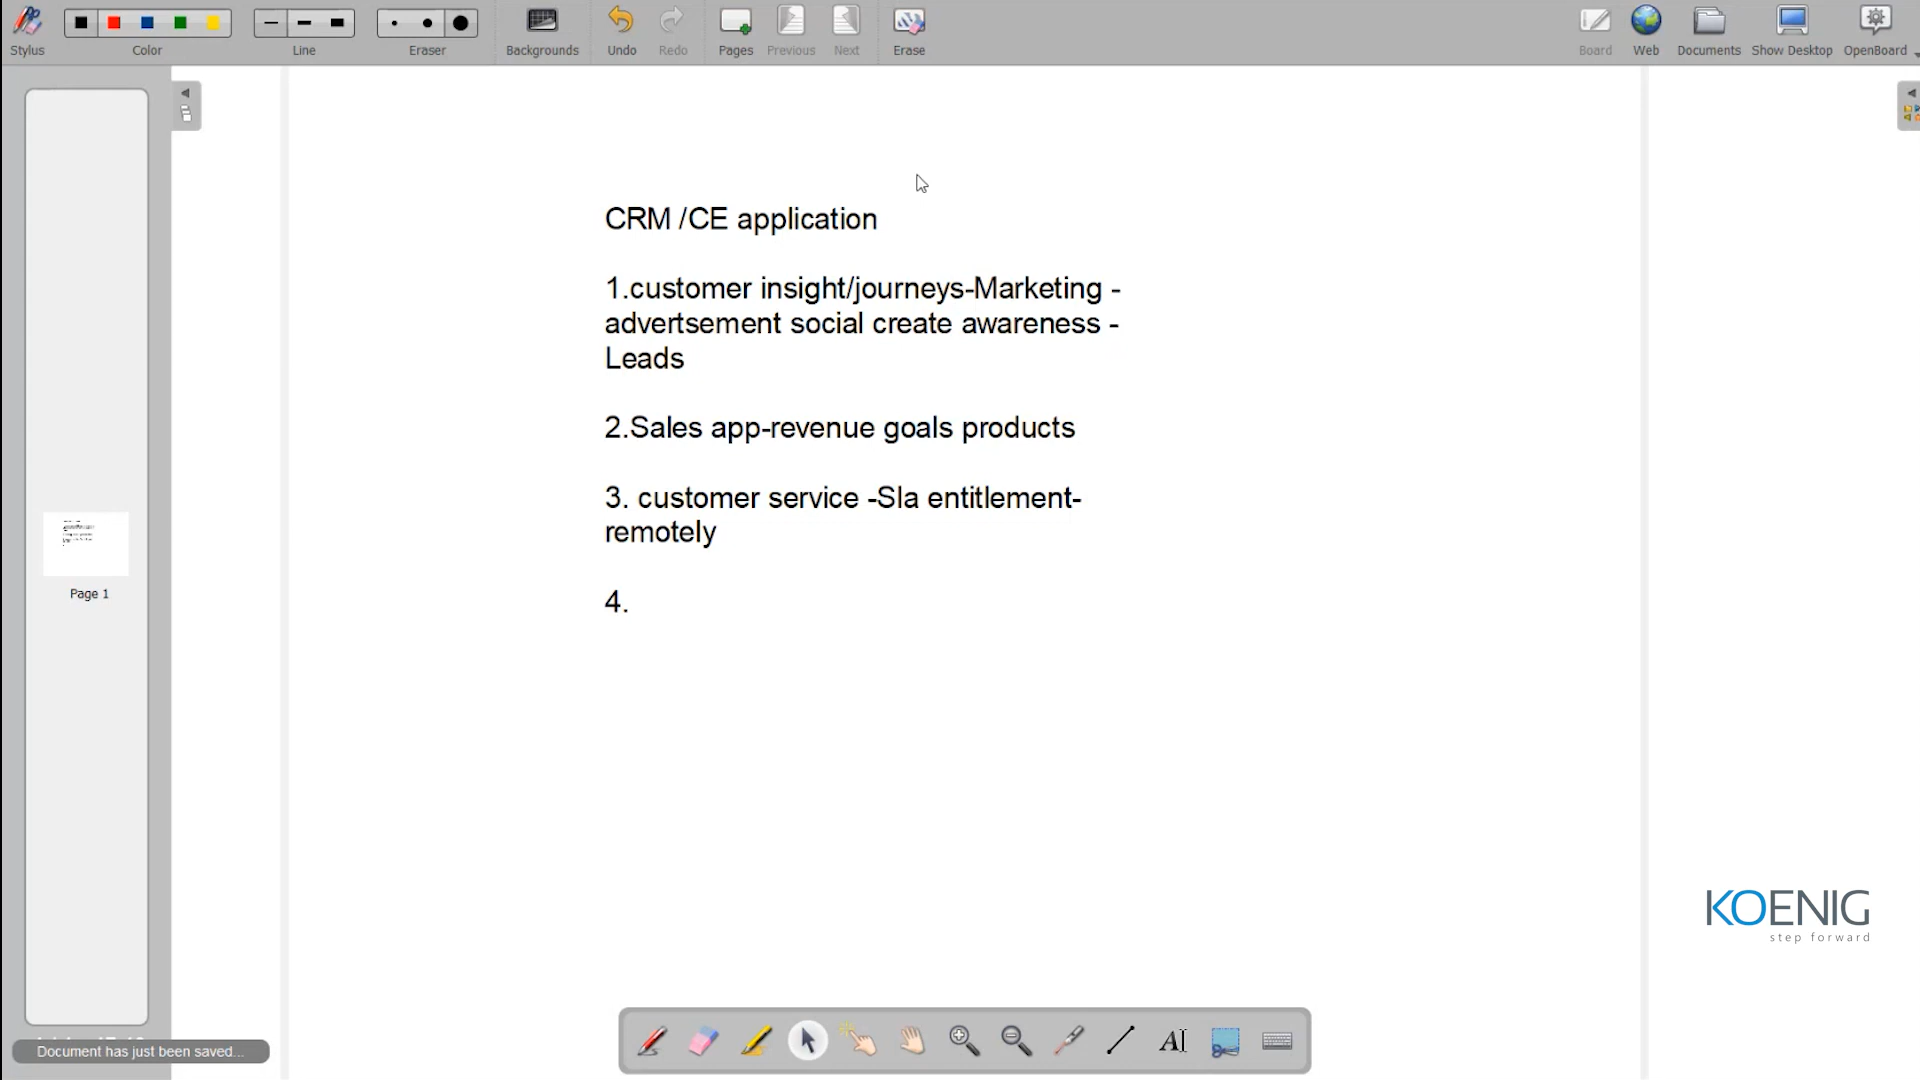 Stylus
Color
Line
Eraser
Backgrounds
Undo
Redo
Pages
Previous
Next
Erase
Board
Web
Documents
Show Desktop
OpenBoard
CRM /CE application
1.customer insight/journeys-Marketing -
advertsement social create awareness -
Leads
2.Sales app-revenue goals products
3. customer service -Sla entitlement-
remotely
4.
Page 1
KOENIG
step forward
Document has just been saved...
AI